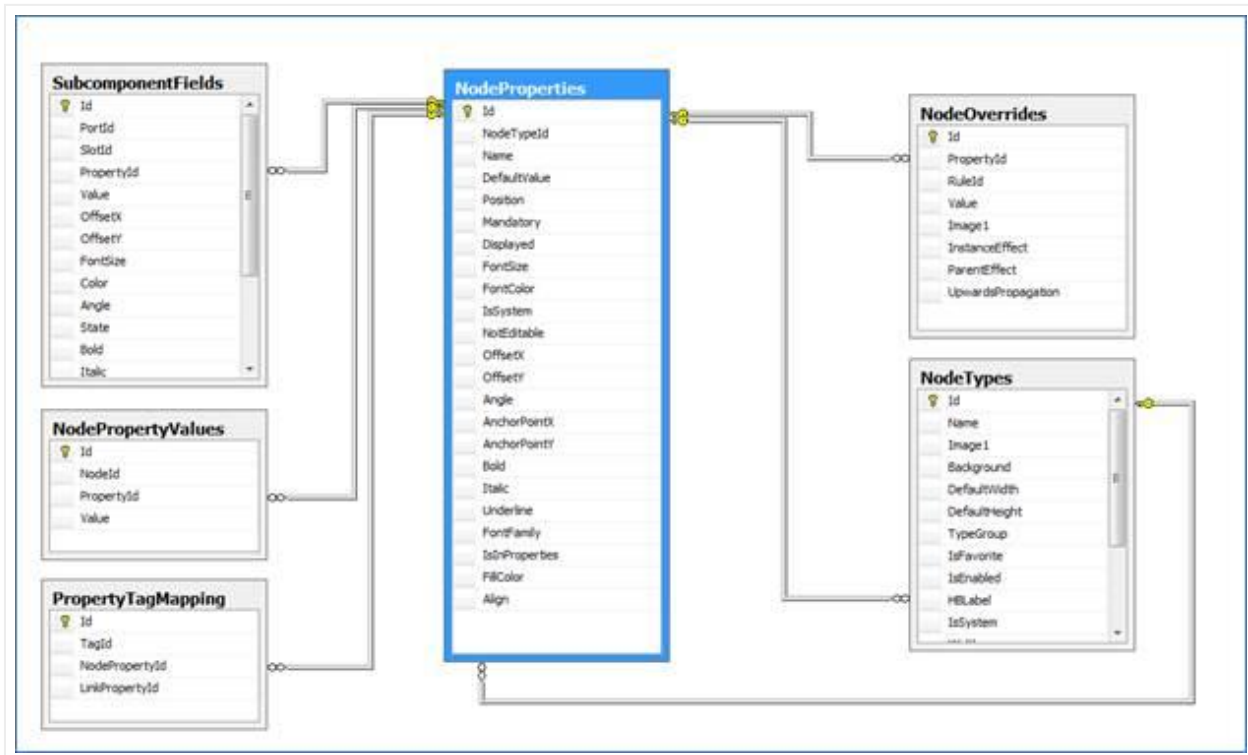 SubcomponentFields
Id
PortId
SlotId
PropertyId
Value
OffsetX
OffsetY
FontSize
Color
Angle
State
Bold
Italic
NodePropertyValues
Id
NodeId
PropertyId
Value
PropertyTagMapping
Id
TagId
NodePropertyId
LinkPropertyId
NodeProperties
Id
NodeTypeId
Name
DefaultValue
Position
Mandatory
Displayed
FontSize
FontColor
IsSystem
NotEditable
OffsetX
OffsetY
Angle
AnchorPointX
AnchorPointY
Bold
Italic
Underline
FontFamily
IsInProperties
FillColor
Align
NodeOverrides
Id
PropertyId
RuleId
Value
Image1
InstanceEffect
ParentEffect
UpwardsPropagation
NodeTypes
Id
Name
Image1
Background
DefaultWidth
DefaultHeight
TypeGroup
IsFavorite
IsEnabled
HBLabel
IsSystem